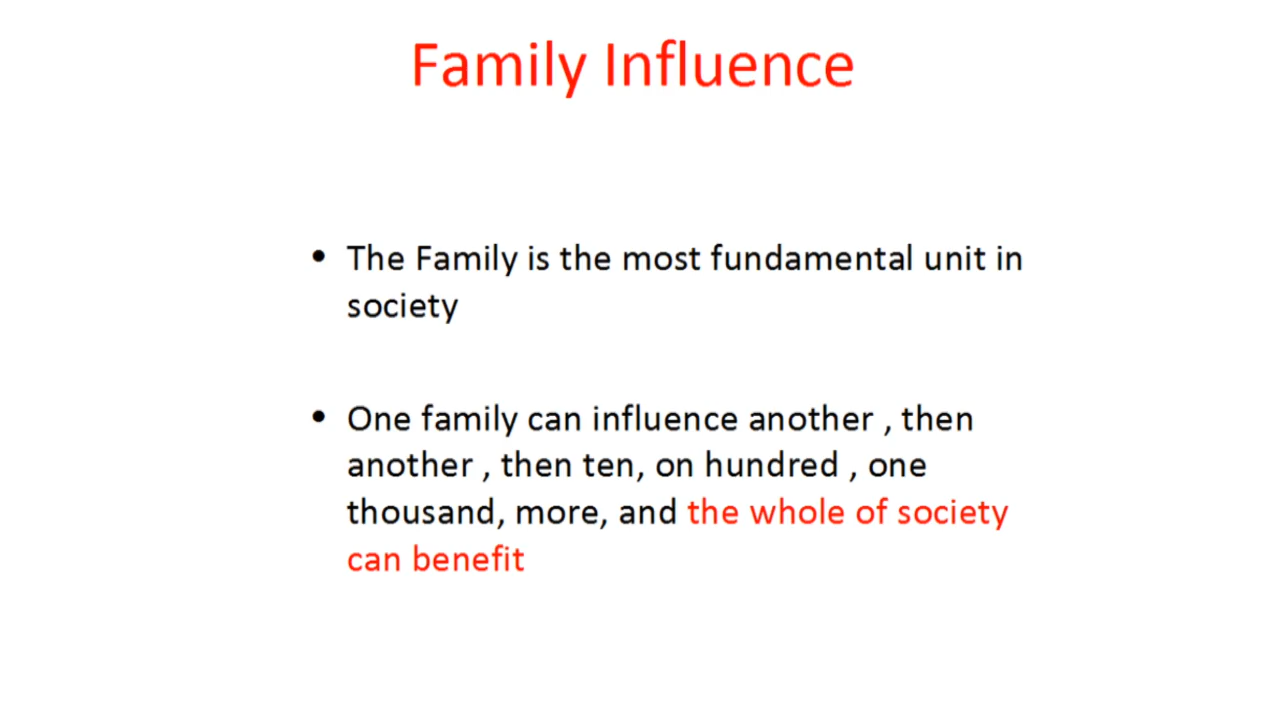 Family Influence
• The Family is the most fundamental unit in
society
• One family can influence another , then
another , then ten, on hundred , one
thousand, more, and the whole of society
can benefit